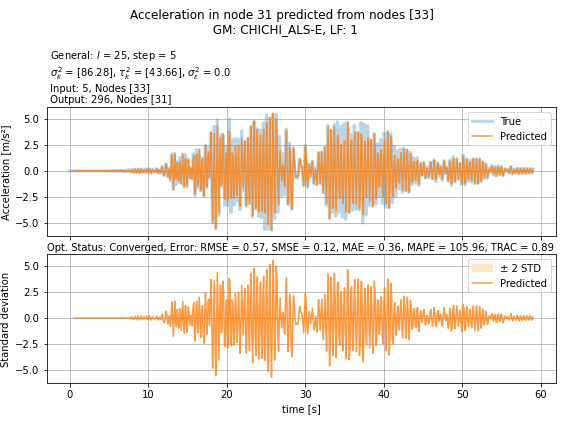 Acceleration in node 31 predicted from nodes [33]
GM: CHICHI_ALS-E, LF: 1
General: l = 25, step = 5
σ²ₖ = [86.28], τ²ₖ = [43.66], σ²ε = 0.0
Input: 5, Nodes [33]
Output: 296, Nodes [31]
5.0
2.5
0.0
−2.5
−5.0
Acceleration [m/s²]
True
Predicted
Opt. Status: Converged, Error: RMSE = 0.57, SMSE = 0.12, MAE = 0.36, MAPE = 105.96, TRAC = 0.89
5.0
2.5
0.0
−2.5
−5.0
Standard deviation
± 2 STD
Predicted
0 10 20 30 40 50 60
time [s]